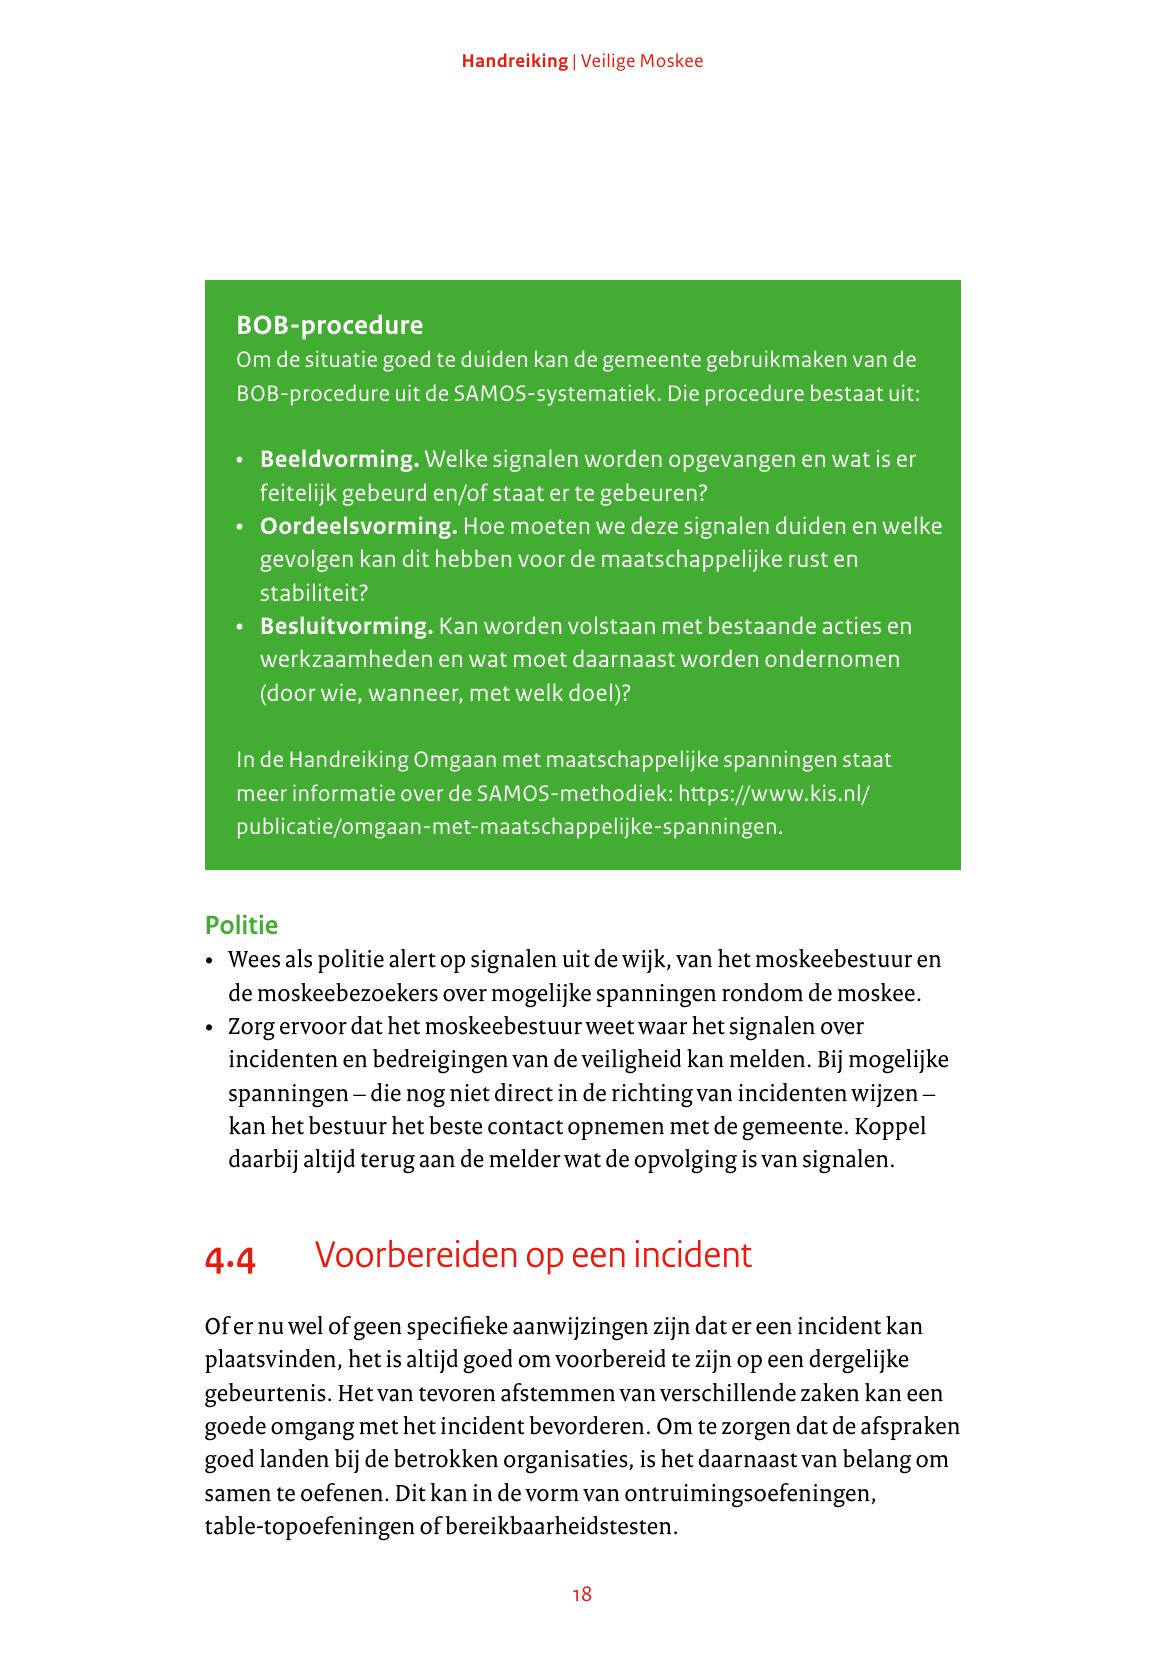 Handreiking | Veilige Moskee
BOB-procedure
Om de situatie goed te duiden kan de gemeente gebruikmaken van de
BOB-procedure uit de SAMOS-systematiek. Die procedure bestaat uit:
• Beeldvorming. Welke signalen worden opgevangen en wat is er
feitelijk gebeurd en/of staat er te gebeuren?
• Oordeelsvorming. Hoe moeten we deze signalen duiden en welke
gevolgen kan dit hebben voor de maatschappelijke rust en
stabiliteit?
• Besluitvorming. Kan worden volstaan met bestaande acties en
werkzaamheden en wat moet daarnaast worden ondernomen
(door wie, wanneer, met welk doel)?
In de Handreiking Omgaan met maatschappelijke spanningen staat
meer informatie over de SAMOS-methodiek: https://www.kis.nl/
publicatie/omgaan-met-maatschappelijke-spanningen.
Politie
• Wees als politie alert op signalen uit de wijk, van het moskeebestuur en
de moskeebezoekers over mogelijke spanningen rondom de moskee.
• Zorg ervoor dat het moskeebestuur weet waar het signalen over
incidenten en bedreigingen van de veiligheid kan melden. Bij mogelijke
spanningen – die nog niet direct in de richting van incidenten wijzen –
kan het bestuur het beste contact opnemen met de gemeente. Koppel
daarbij altijd terug aan de melder wat de opvolging is van signalen.
4.4 Voorbereiden op een incident
Of er nu wel of geen specifieke aanwijzingen zijn dat er een incident kan
plaatsvinden, het is altijd goed om voorbereid te zijn op een dergelijke
gebeurtenis. Het van tevoren afstemmen van verschillende zaken kan een
goede omgang met het incident bevorderen. Om te zorgen dat de afspraken
goed landen bij de betrokken organisaties, is het daarnaast van belang om
samen te oefenen. Dit kan in de vorm van ontruimingsoefeningen,
table-topoefeningen of bereikbaarheidstesten.
18